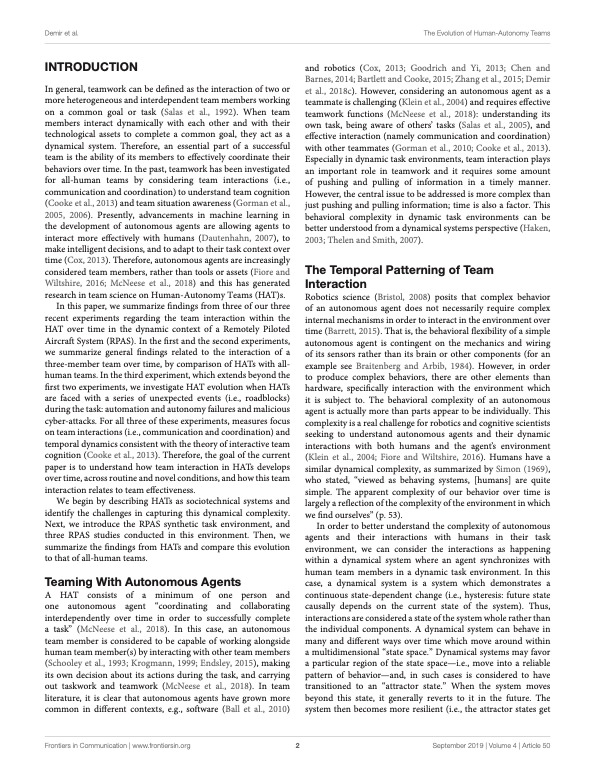 Demir et al.
The Evolution of Human-Autonomy Teams
INTRODUCTION
In general, teamwork can be defined as the interaction of two or
more heterogeneous and interdependent team members working
on a common goal or task (Salas et al., 1992). When team
members interact dynamically with each other and with their
technological assets to complete a common goal, they act as a
dynamical system. Therefore, an essential part of a successful
team is the ability of its members to effectively coordinate their
behaviors over time. In the past, teamwork has been investigated
for all-human teams by considering team interactions (i.e.,
communication and coordination) to understand team cognition
(Cooke et al., 2013) and team situation awareness (Gorman et al.,
2005, 2006). Presently, advancements in machine learning in
the development of autonomous agents are allowing agents to
interact more effectively with humans (Dautenhahn, 2007), to
make intelligent decisions, and to adapt to their task context over
time (Cox, 2013). Therefore, autonomous agents are increasingly
considered team members, rather than tools or assets (Fiore and
Wiltshire, 2016; McNeese et al., 2018) and this has generated
research in team science on Human-Autonomy Teams (HAT)s.
In this paper, we summarize findings from three of our three
recent experiments regarding the team interaction within the
HAT over time in the dynamic context of a Remotely Piloted
Aircraft System (RPAS). In the first and the second experiments,
we summarize general findings related to the interaction of a
three-member team over time, by comparison of HATs with all-
human teams. In the third experiment, which extends beyond the
first two experiments, we investigate HAT evolution when HATs
are faced with a series of unexpected events (i.e., roadblocks)
during the task: automation and autonomy failures and malicious
cyber-attacks. For all three of these experiments, measures focus
on team interactions (i.e., communication and coordination) and
temporal dynamics consistent with the theory of interactive team
cognition (Cooke et al., 2013). Therefore, the goal of the current
paper is to understand how team interaction in HATs develops
over time, across routine and novel conditions, and how this team
interaction relates to team effectiveness.
We begin by describing HATs as sociotechnical systems and
identify the challenges in capturing this dynamical complexity.
Next, we introduce the RPAS synthetic task environment, and
three RPAS studies conducted in this environment. Then, we
summarize the findings from HATs and compare this evolution
to that of all-human teams.
Teaming With Autonomous Agents
A HAT consists of a minimum of one person and
one autonomous agent “coordinating and collaborating
interdependently over time in order to successfully complete
a task” (McNeese et al., 2018). In this case, an autonomous
team member is considered to be capable of working alongside
human team member(s) by interacting with other team members
(Schooley et al., 1993; Krogmann, 1999; Endsley, 2015), making
its own decision about its actions during the task, and carrying
out taskwork and teamwork (McNeese et al., 2018). In team
literature, it is clear that autonomous agents have grown more
common in different contexts, e.g., software (Ball et al., 2010)
and robotics (Cox, 2013; Goodrich and Yi, 2013; Chen and
Barnes, 2014; Bartlett and Cooke, 2015; Zhang et al., 2015; Demir
et al., 2018c). However, considering an autonomous agent as a
teammate is challenging (Klein et al., 2004) and requires effective
teamwork functions (McNeese et al., 2018): understanding its
own task, being aware of others’ tasks (Salas et al., 2005), and
effective interaction (namely communication and coordination)
with other teammates (Gorman et al., 2010; Cooke et al., 2013).
Especially in dynamic task environments, team interaction plays
an important role in teamwork and it requires some amount
of pushing and pulling of information in a timely manner.
However, the central issue to be addressed is more complex than
just pushing and pulling information; time is also a factor. This
behavioral complexity in dynamic task environments can be
better understood from a dynamical systems perspective (Haken,
2003; Thelen and Smith, 2007).
The Temporal Patterning of Team
Interaction
Robotics science (Bristol, 2008) posits that complex behavior
of an autonomous agent does not necessarily require complex
internal mechanisms in order to interact in the environment over
time (Barrett, 2015). That is, the behavioral flexibility of a simple
autonomous agent is contingent on the mechanics and wiring
of its sensors rather than its brain or other components (for an
example see Braitenberg and Arbib, 1984). However, in order
to produce complex behaviors, there are other elements than
hardware, specifically interaction with the environment which
it is subject to. The behavioral complexity of an autonomous
agent is actually more than parts appear to be individually. This
complexity is a real challenge for robotics and cognitive scientists
seeking to understand autonomous agents and their dynamic
interactions with both humans and the agent’s environment
(Klein et al., 2004; Fiore and Wiltshire, 2016). Humans have a
similar dynamical complexity, as summarized by Simon (1969),
who stated, “viewed as behaving systems, [humans] are quite
simple. The apparent complexity of our behavior over time is
largely a reflection of the complexity of the environment in which
we find ourselves” (p. 53).
In order to better understand the complexity of autonomous
agents and their interactions with humans in their task
environment, we can consider the interactions as happening
within a dynamical system where an agent synchronizes with
human team members in a dynamic task environment. In this
case, a dynamical system is a system which demonstrates a
continuous state-dependent change (i.e., hysteresis: future state
causally depends on the current state of the system). Thus,
interactions are considered a state of the system whole rather than
the individual components. A dynamical system can behave in
many and different ways over time which move around within
a multidimensional “state space.” Dynamical systems may favor
a particular region of the state space—i.e., move into a reliable
pattern of behavior—and, in such cases is considered to have
transitioned to an “attractor state.” When the system moves
beyond this state, it generally reverts to it in the future. The
system then becomes more resilient (i.e., the attractor states get
Frontiers in Communication | www.frontiersin.org
2
September 2019 | Volume 4 | Article 50